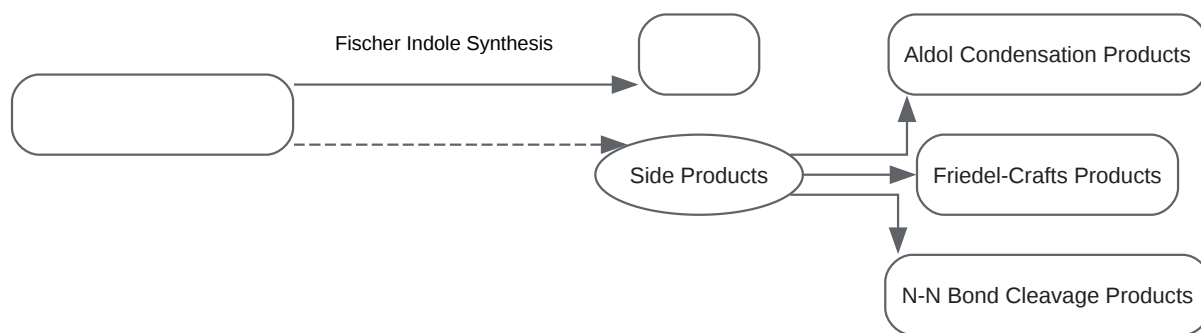 Fischer Indole Synthesis
Aldol Condensation Products
Side Products
Friedel-Crafts Products
N-N Bond Cleavage Products